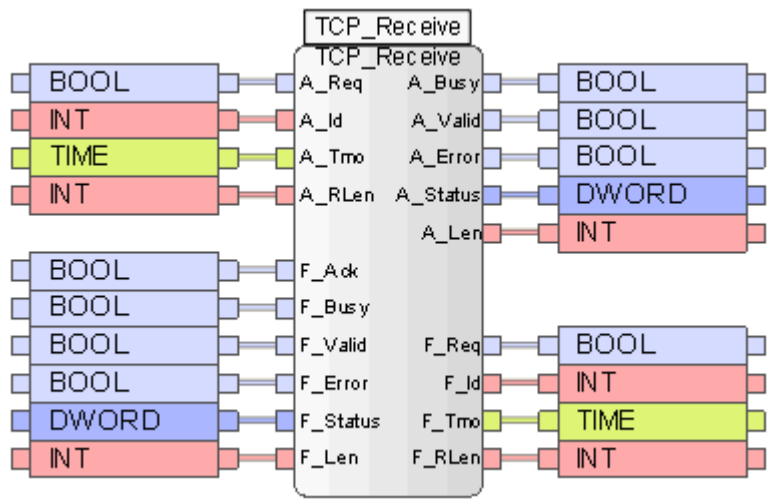 TCP_Receive
TCP_Receive
BOOL A_Req A_Busy BOOL
INT A_Id A_Valid BOOL
TIME A_Tmo A_Error BOOL
INT A_RLen A_Status DWORD
A_Len INT
BOOL F_Ack
BOOL F_Busy
BOOL F_Valid F_Req BOOL
BOOL F_Error F_Id INT
DWORD F_Status F_Tmo TIME
INT F_Len F_RLen INT